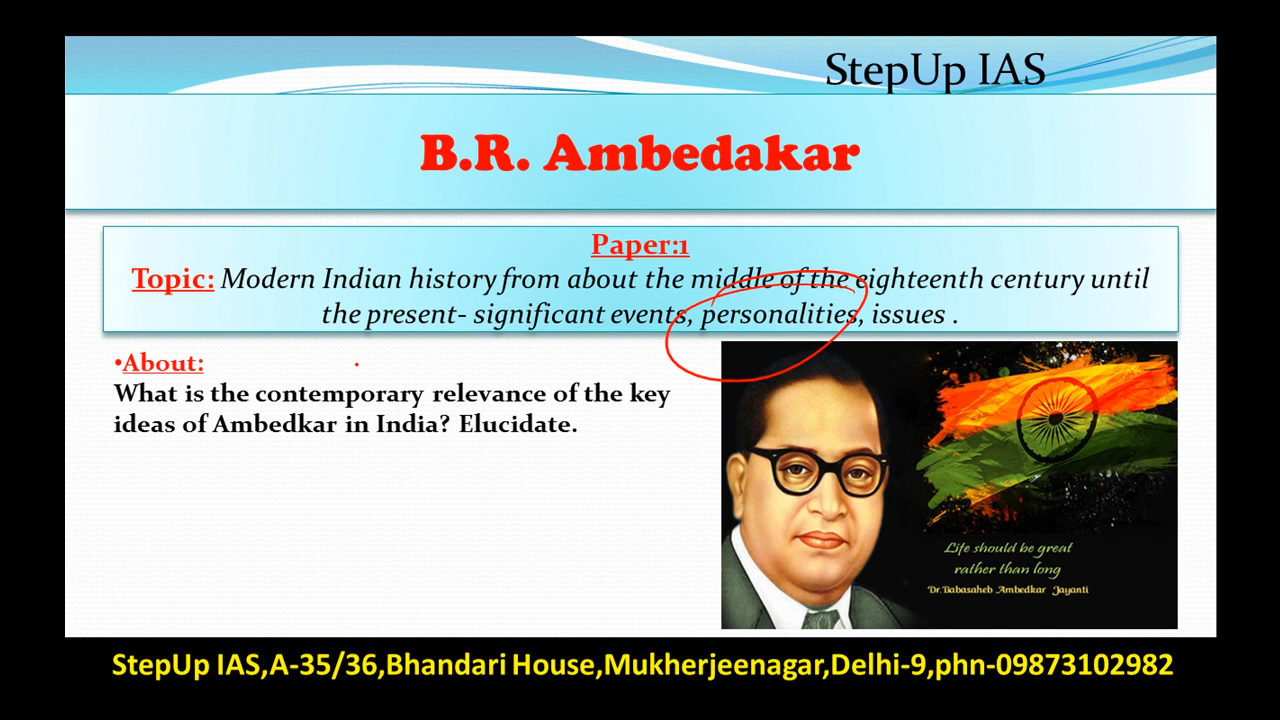 StepUp IAS
B.R. Ambedakar
Paper:1
Topic: Modern Indian history from about the middle of the eighteenth century until
the present- significant events, personalities, issues .
•About:
What is the contemporary relevance of the key
ideas of Ambedkar in India? Elucidate.
Life should be great
rather than long
Dr.Babasaheb Ambedkar Jayanti
StepUp IAS,A-35/36,Bhandari House,Mukherjeenagar,Delhi-9,phn-09873102982